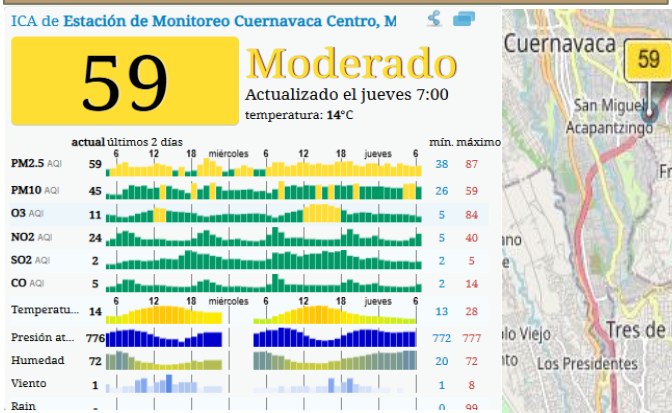 ICA de Estación de Monitoreo Cuernavaca Centro, M
59
Moderado
Actualizado el jueves 7:00
temperatura: 14°C
actual últimos 2 días mín. máximo
6 12 18 miércoles 6 12 18 jueves 6
PM2.5 AQI 59 38 87
PM10 AQI 45 26 59
O3 AQI 11 5 84
NO2 AQI 24 5 40
SO2 AQI 2 2 5
CO AQI 5 2 14
6 12 18 miércoles 6 12 18 jueves 6
Temperatu... 14 13 28
Presión at... 776 772 777
Humedad 72 20 72
Viento 1 1 8
Rain - 0 99
Cuernavaca
59
San Miguel
Acapantzingo
Fr
ano
e
lo Viejo
Tres de
to
Los Presidentes